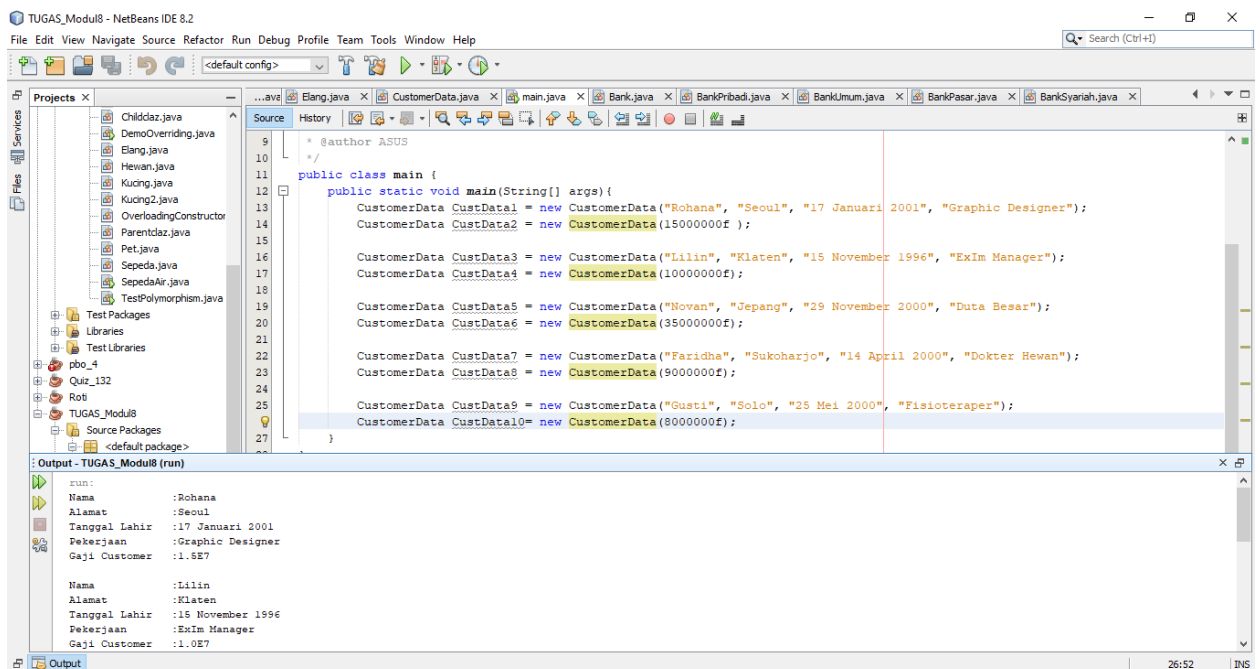 TUGAS_Modul8 - NetBeans IDE 8.2
File Edit View Navigate Source Refactor Run Debug Profile Team Tools Window Help
Search (Ctrl+I)
<default config>
Projects
...ava Elang.java CustomerData.java main.java Bank.java BankPribadi.java BankUmum.java BankPasar.java BankSyariah.java
Services
Files
Source History
Childclaz.java
DemoOverriding.java
Elang.java
Hewan.java
Kucing.java
Kucing2.java
OverloadingConstructor
Parentclaz.java
Pet.java
Sepeda.java
SepedaAir.java
TestPolymorphism.java
Test Packages
Libraries
Test Libraries
pbo_4
Quiz_132
Roti
TUGAS_Modul8
Source Packages
<default package>
9 * @author ASUS
10 */
11 public class main {
12 public static void main(String[] args){
13 CustomerData CustData1 = new CustomerData("Rohana", "Seoul", "17 Januari 2001", "Graphic Designer");
14 CustomerData CustData2 = new CustomerData(15000000f );
15
16 CustomerData CustData3 = new CustomerData("Lilin", "Klaten", "15 November 1996", "ExIm Manager");
17 CustomerData CustData4 = new CustomerData(10000000f);
18
19 CustomerData CustData5 = new CustomerData("Novan", "Jepang", "29 November 2000", "Duta Besar");
20 CustomerData CustData6 = new CustomerData(35000000f);
21
22 CustomerData CustData7 = new CustomerData("Faridha", "Sukoharjo", "14 April 2000", "Dokter Hewan");
23 CustomerData CustData8 = new CustomerData(9000000f);
24
25 CustomerData CustData9 = new CustomerData("Gusti", "Solo", "25 Mei 2000", "Fisioteraper");
CustomerData CustData10= new CustomerData(8000000f);
27 }
Output - TUGAS_Modul8 (run)
run:
Nama :Rohana
Alamat :Seoul
Tanggal Lahir :17 Januari 2001
Pekerjaan :Graphic Designer
Gaji Customer :1.5E7
Nama :Lilin
Alamat :Klaten
Tanggal Lahir :15 November 1996
Pekerjaan :ExIm Manager
Gaji Customer :1.0E7
Output
26:52 INS